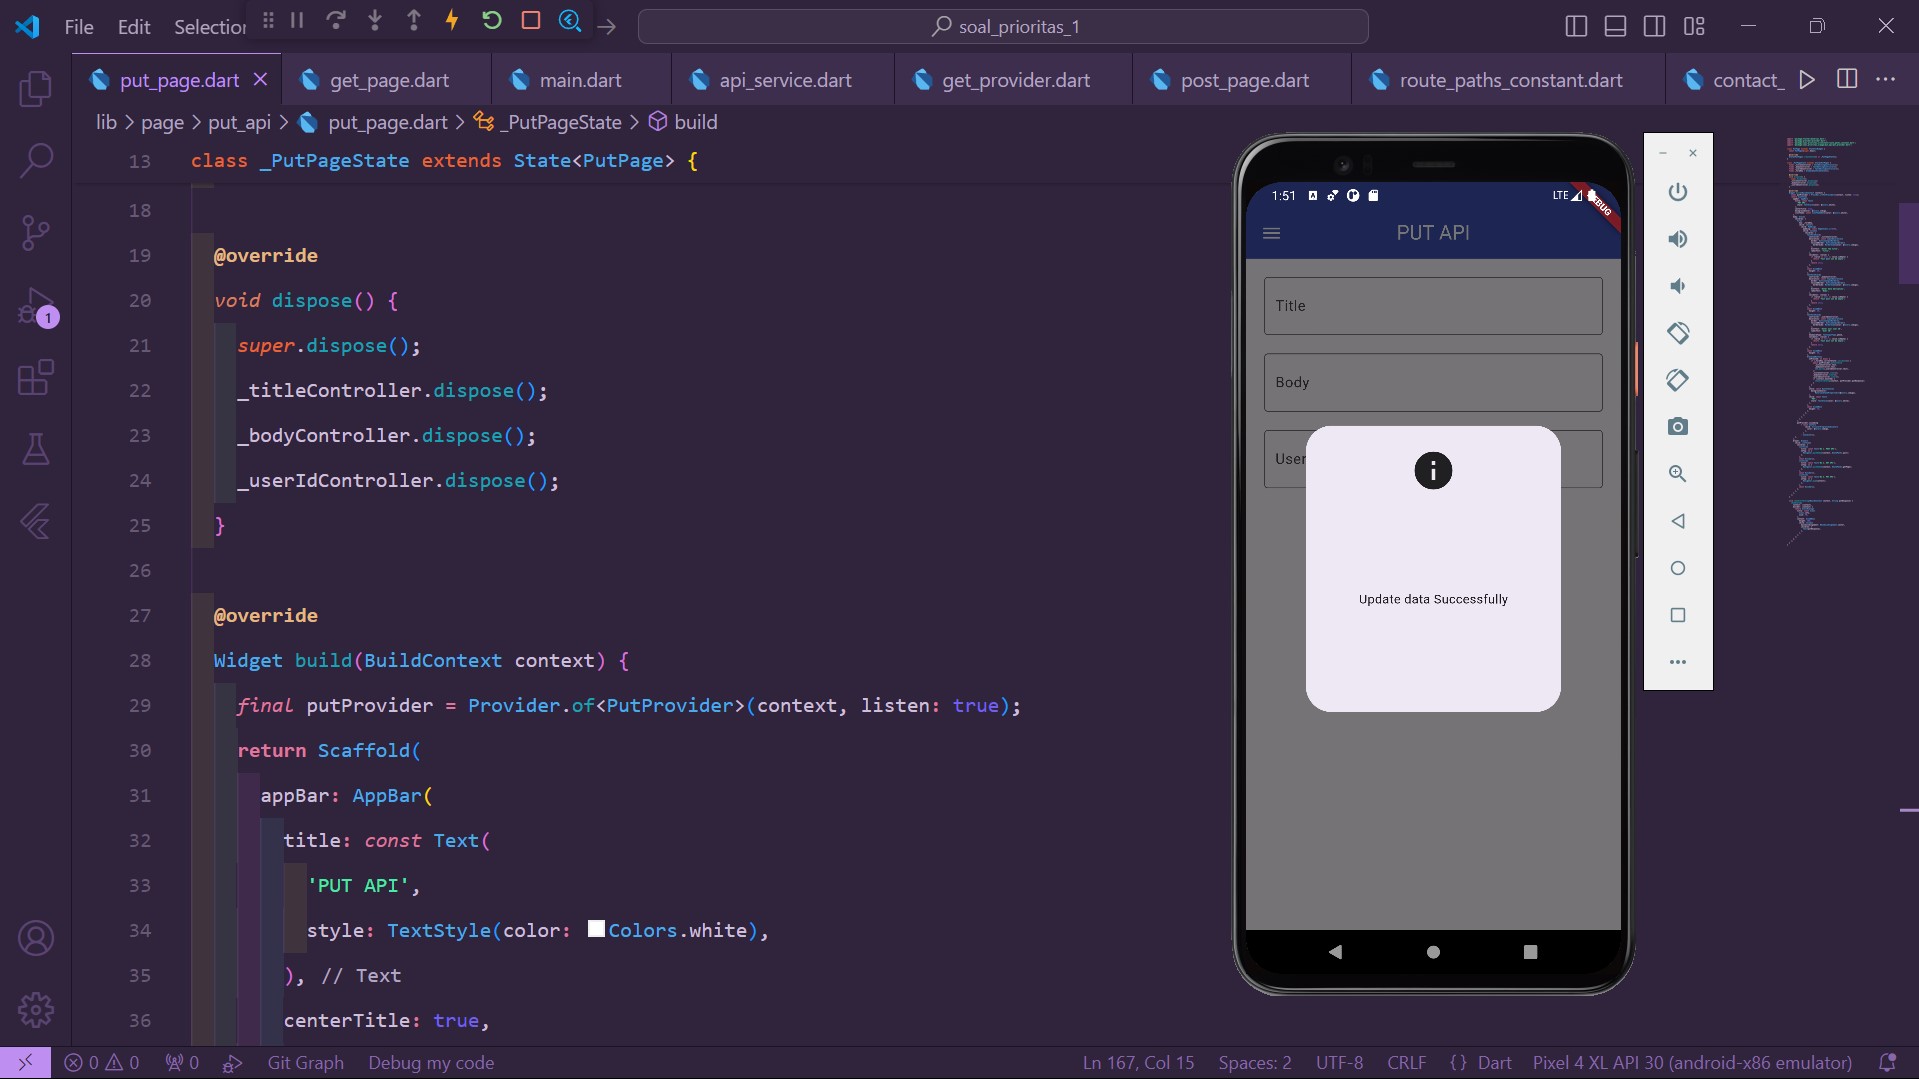 File Edit Selection
soal_prioritas_1
put_page.dart get_page.dart main.dart api_service.dart get_provider.dart post_page.dart route_paths_constant.dart contact_
lib > page > put_api > put_page.dart > _PutPageState > build
13 class _PutPageState extends State<PutPage> {
18
19 @override
20 void dispose() {
21 super.dispose();
22 _titleController.dispose();
23 _bodyController.dispose();
24 _userIdController.dispose();
25 }
26
27 @override
28 Widget build(BuildContext context) {
29 final putProvider = Provider.of<PutProvider>(context, listen: true);
30 return Scaffold(
31 appBar: AppBar(
32 title: const Text(
33 'PUT API',
34 style: TextStyle(color: Colors.white),
35 ), // Text
36 centerTitle: true,
1:51 LTE
PUT API
Title
Body
User
Update data Successfully
1
0 0 0 Git Graph Debug my code Ln 167, Col 15 Spaces: 2 UTF-8 CRLF {} Dart Pixel 4 XL API 30 (android-x86 emulator)